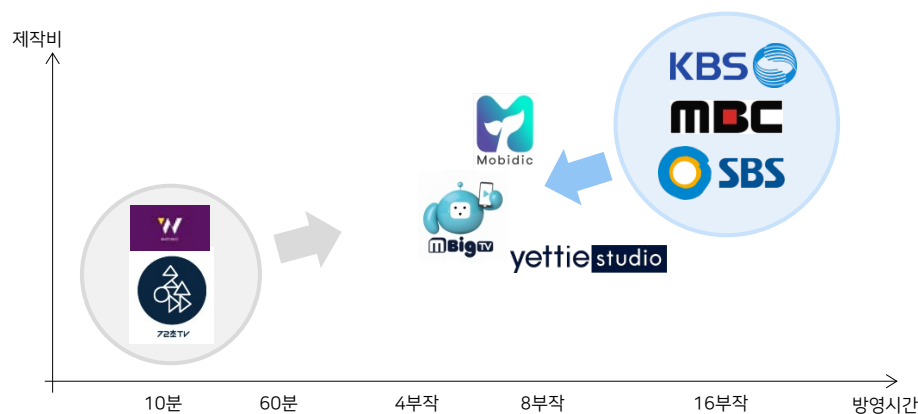 제작비
KBS
MBC
SBS
Mobidic
mBig TV
yettie studio
W
72초TV
10분
60분
4부작
8부작
16부작
방영시간